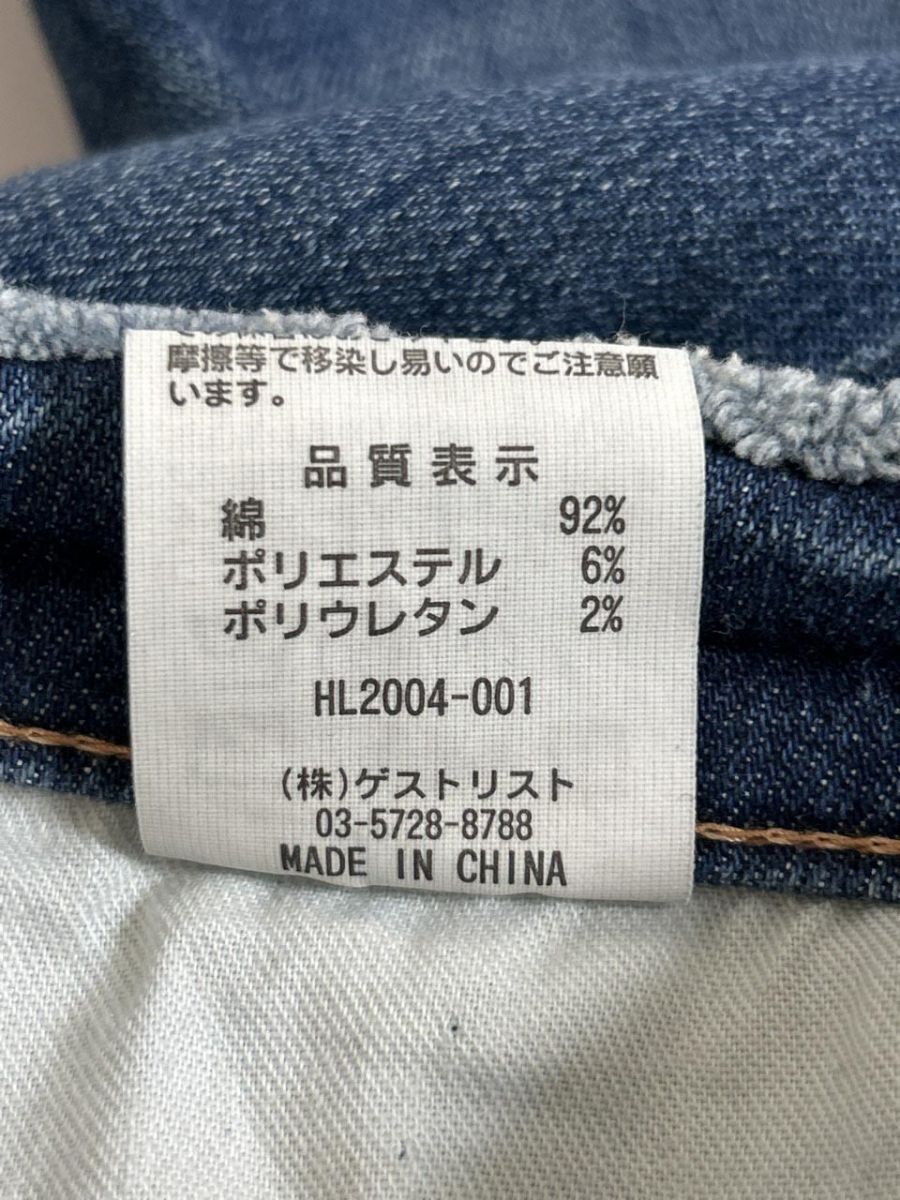 摩擦等で移染し易いのでご注意願
います。
品質表示
綿 92%
ポリエステル 6%
ポリウレタン 2%
HL2004-001
(株)ゲストリスト
03-5728-8788
MADE IN CHINA